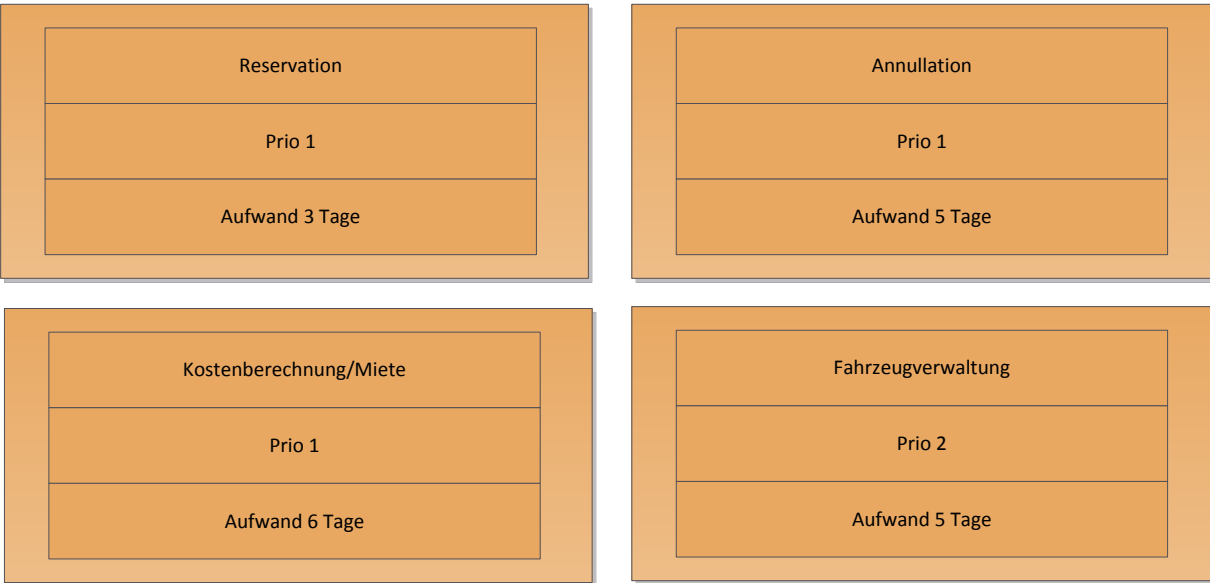 Reservation
Prio 1
Aufwand 3 Tage
Annullation
Prio 1
Aufwand 5 Tage
Kostenberechnung/Miete
Prio 1
Aufwand 6 Tage
Fahrzeugverwaltung
Prio 2
Aufwand 5 Tage